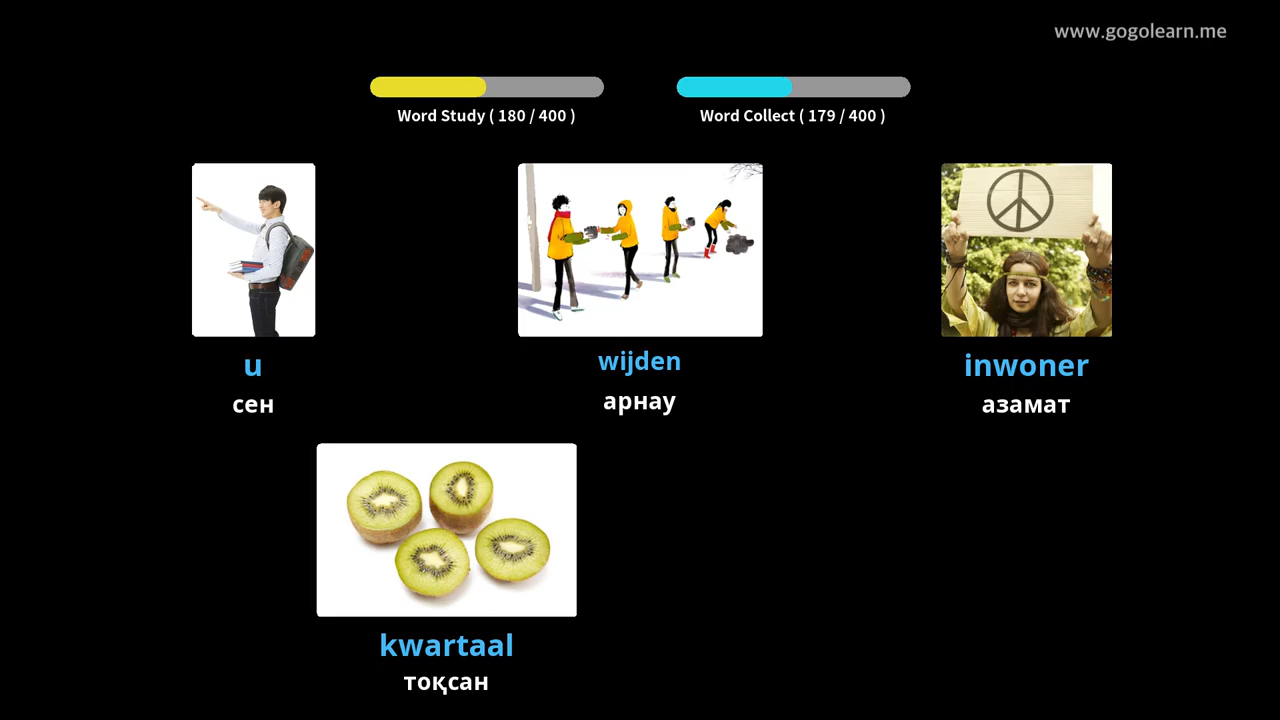 www.gogolearn.me
Word Study ( 180 / 400 )
Word Collect ( 179 / 400 )
u
wijden
inwoner
сен
арнау
азамат
kwartaal
тоқсан